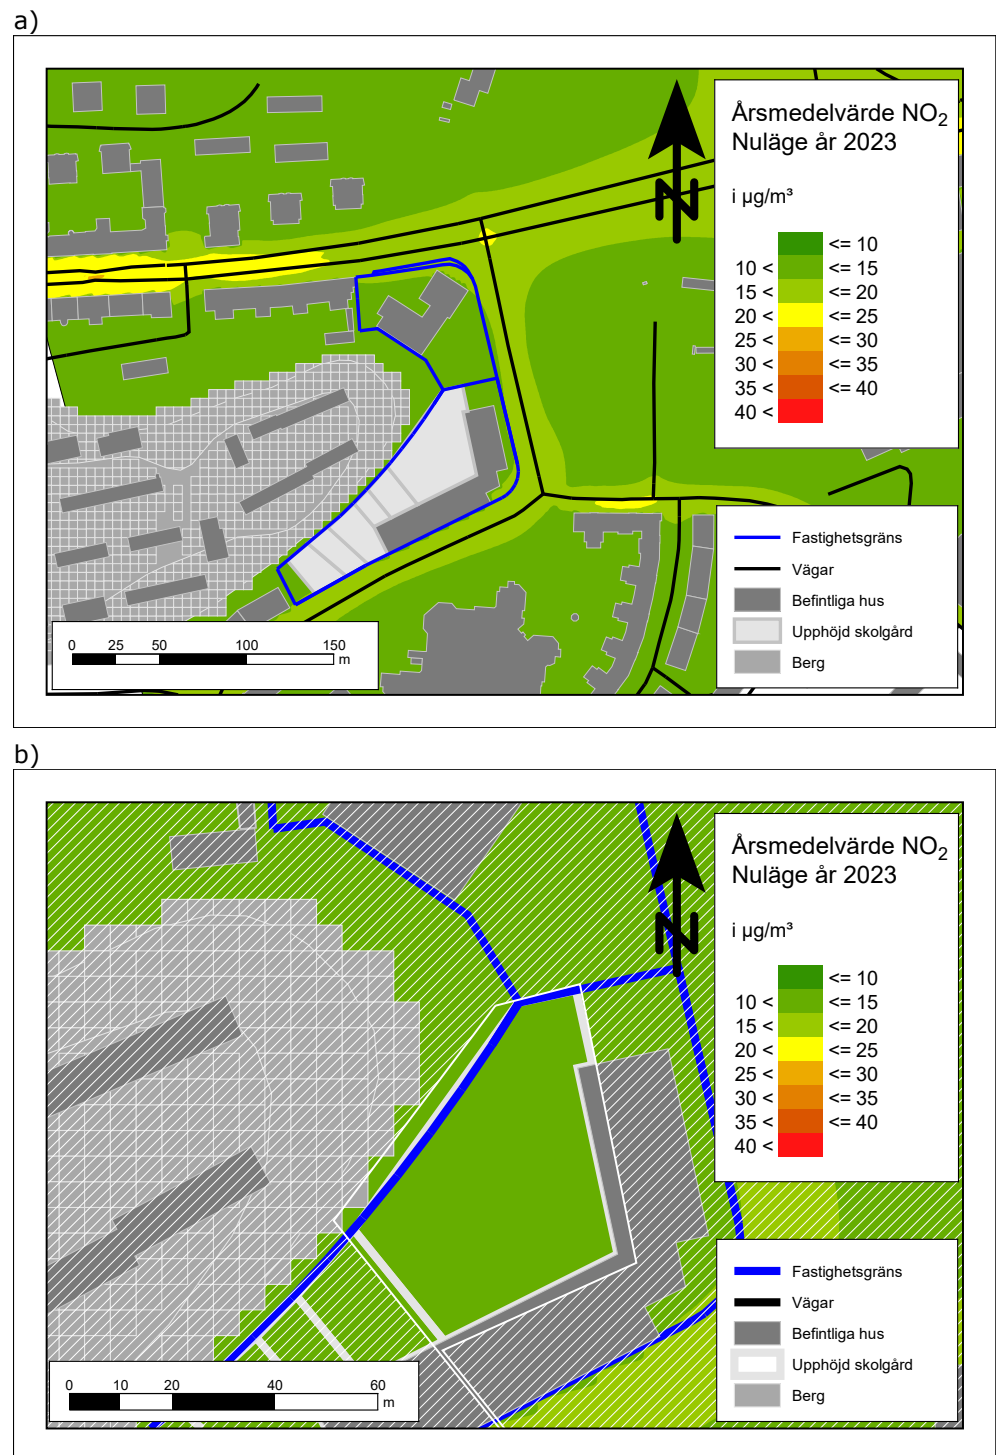 a)
Årsmedelvärde NO₂
Nuläge år 2023
i µg/m³
<= 10
10 < <= 15
15 < <= 20
20 < <= 25
25 < <= 30
30 < <= 35
35 < <= 40
40 <
N
Fastighetsgräns
Vägar
Befintliga hus
Upphöjd skolgård
Berg
0 25 50 100 150
m
b)
Årsmedelvärde NO₂
Nuläge år 2023
i µg/m³
<= 10
10 < <= 15
15 < <= 20
20 < <= 25
25 < <= 30
30 < <= 35
35 < <= 40
40 <
N
Fastighetsgräns
Vägar
Befintliga hus
Upphöjd skolgård
Berg
0 10 20 40 60
m